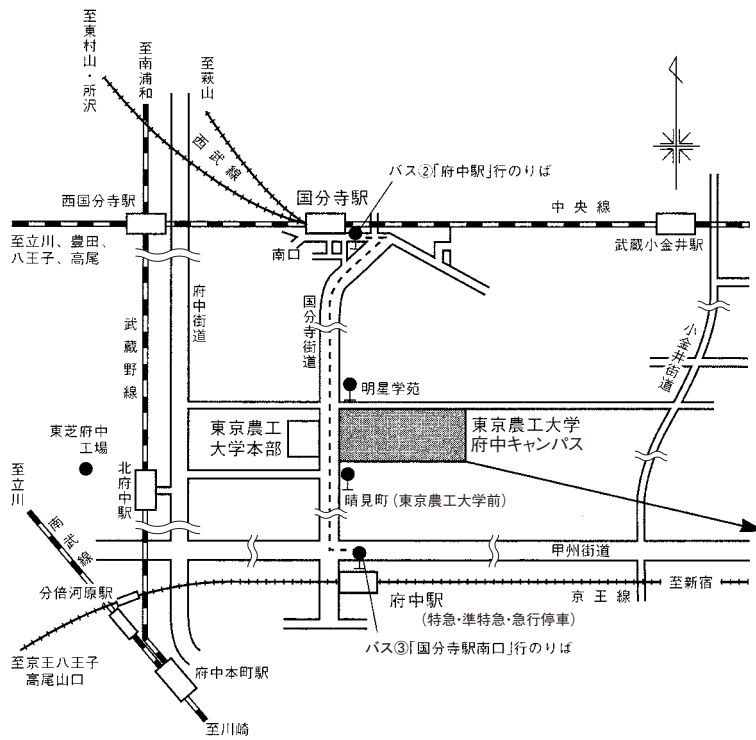 至東村山・所沢
至南浦和
至萩山
西武線
バス②「府中駅」行のりば
国分寺駅
西国分寺駅
中央線
至立川、豊田、
八王子、高尾
南口
武蔵小金井駅
府中街道
国分寺街道
武蔵野線
小金井街道
明星学苑
東京農工
大学本部
東京農工大学
府中キャンパス
東芝府中
工場
至立川
北府中駅
晴見町(東京農工大学前)
南武線
甲州街道
分倍河原駅
府中駅
京王線
至新宿
(特急・準特急・急行停車)
バス③「国分寺駅南口」行のりば
至京王八王子
高尾山口
府中本町駅
至川崎